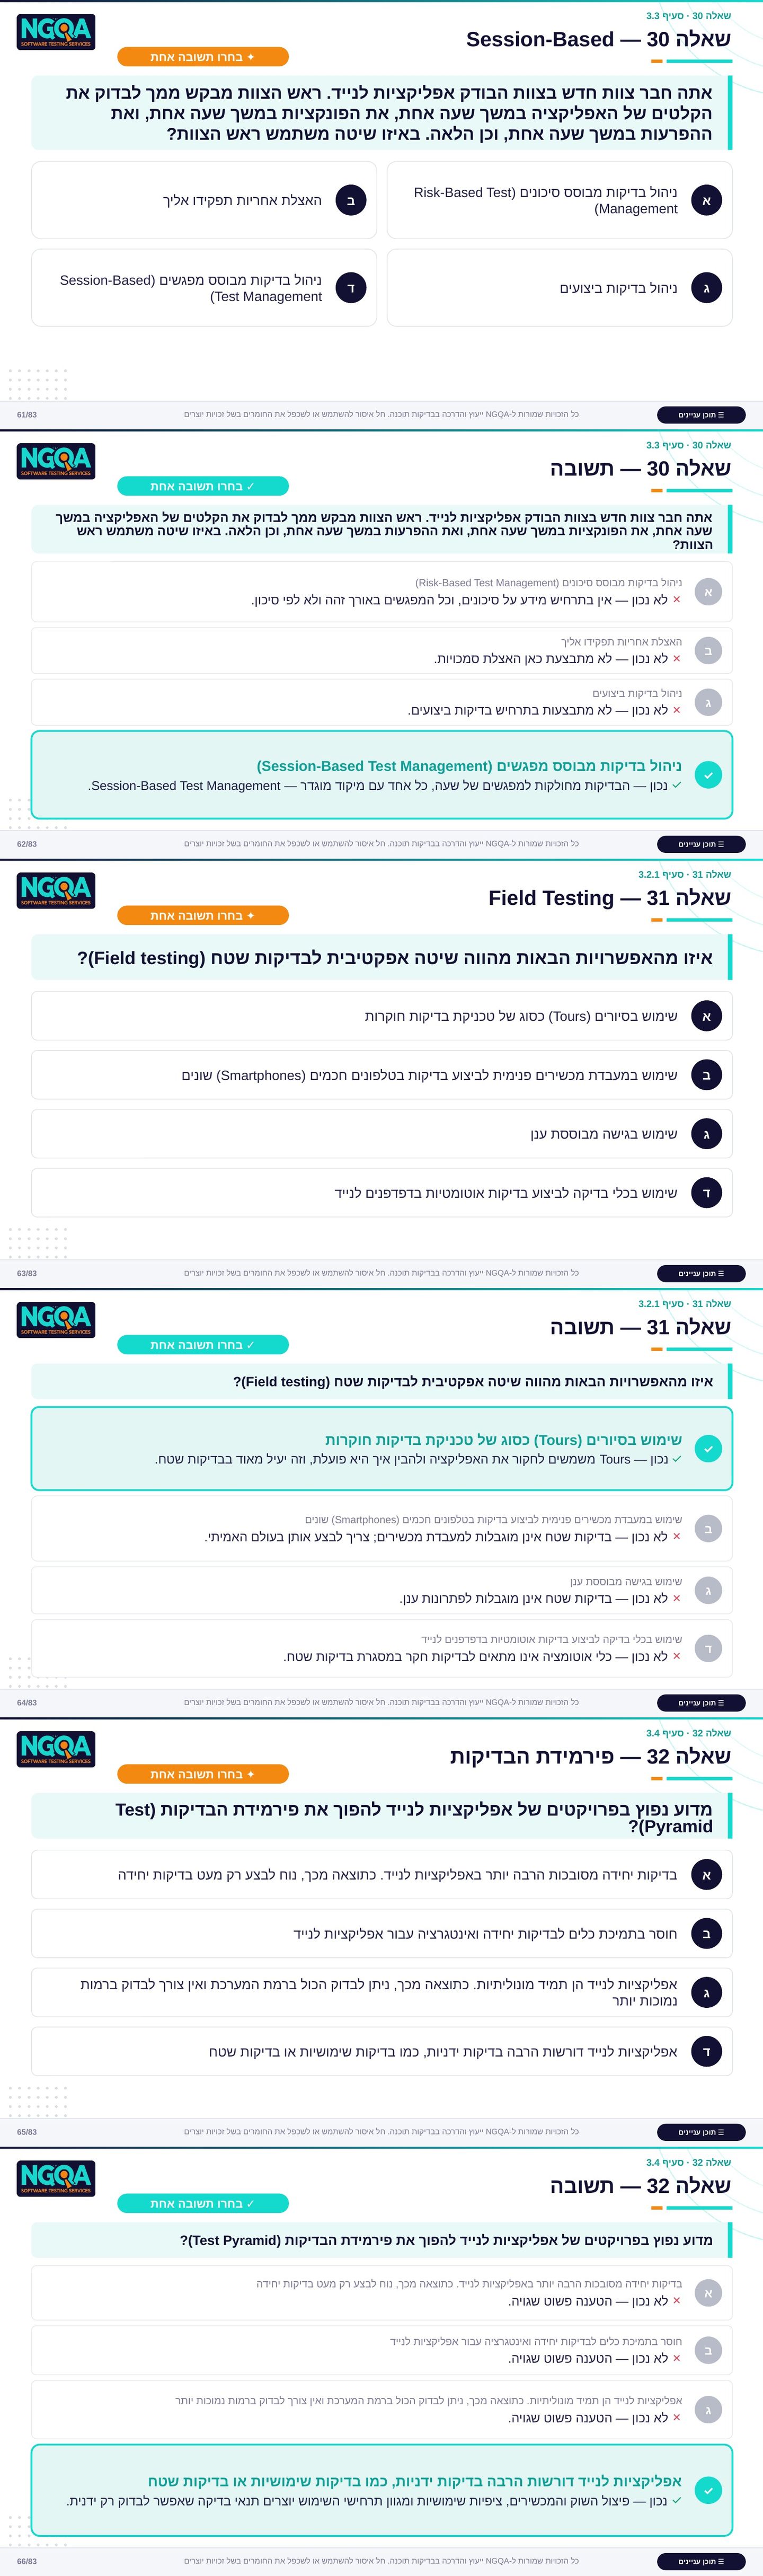 שאלה 30 · סעיף 3.3
שאלה 30 — Session-Based
NGQA
SOFTWARE TESTING SERVICES
✦ בחרו תשובה אחת
אתה חבר צוות חדש בצוות הבודק אפליקציות לנייד. ראש הצוות מבקש ממך לבדוק את
הקלטים של האפליקציה במשך שעה אחת, את הפונקציות במשך שעה אחת, ואת
ההפרעות במשך שעה אחת, וכן הלאה. באיזו שיטה משתמש ראש הצוות?
א
ניהול בדיקות מבוסס סיכונים (Risk-Based Test
Management)
ב
האצלת אחריות תפקידו אליך
ג
ניהול בדיקות ביצועים
ד
ניהול בדיקות מבוסס מפגשים (Session-Based
Test Management)
☰ תוכן עניינים
כל הזכויות שמורות ל-NGQA ייעוץ והדרכה בבדיקות תוכנה. חל איסור להשתמש או לשכפל את החומרים בשל זכויות יוצרים
61/83
שאלה 30 · סעיף 3.3
שאלה 30 — תשובה
NGQA
SOFTWARE TESTING SERVICES
✓ בחרו תשובה אחת
אתה חבר צוות חדש בצוות הבודק אפליקציות לנייד. ראש הצוות מבקש ממך לבדוק את הקלטים של האפליקציה במשך
שעה אחת, את הפונקציות במשך שעה אחת, ואת ההפרעות במשך שעה אחת, וכן הלאה. באיזו שיטה משתמש ראש
הצוות?
א
ניהול בדיקות מבוסס סיכונים (Risk-Based Test Management)
✕ לא נכון — אין בתרחיש מידע על סיכונים, וכל המפגשים באורך זהה ולא לפי סיכון.
ב
האצלת אחריות תפקידו אליך
✕ לא נכון — לא מתבצעת כאן האצלת סמכויות.
ג
ניהול בדיקות ביצועים
✕ לא נכון — לא מתבצעות בתרחיש בדיקות ביצועים.
✓
ניהול בדיקות מבוסס מפגשים (Session-Based Test Management)
✓ נכון — הבדיקות מחולקות למפגשים של שעה, כל אחד עם מיקוד מוגדר — Session-Based Test Management.
☰ תוכן עניינים
כל הזכויות שמורות ל-NGQA ייעוץ והדרכה בבדיקות תוכנה. חל איסור להשתמש או לשכפל את החומרים בשל זכויות יוצרים
62/83
שאלה 31 · סעיף 3.2.1
שאלה 31 — Field Testing
NGQA
SOFTWARE TESTING SERVICES
✦ בחרו תשובה אחת
איזו מהאפשרויות הבאות מהווה שיטה אפקטיבית לבדיקות שטח (Field testing)?
א
שימוש בסיורים (Tours) כסוג של טכניקת בדיקות חוקרות
ב
שימוש במעבדת מכשירים פנימית לביצוע בדיקות בטלפונים חכמים (Smartphones) שונים
ג
שימוש בגישה מבוססת ענן
ד
שימוש בכלי בדיקה לביצוע בדיקות אוטומטיות בדפדפנים לנייד
☰ תוכן עניינים
כל הזכויות שמורות ל-NGQA ייעוץ והדרכה בבדיקות תוכנה. חל איסור להשתמש או לשכפל את החומרים בשל זכויות יוצרים
63/83
שאלה 31 · סעיף 3.2.1
שאלה 31 — תשובה
NGQA
SOFTWARE TESTING SERVICES
✓ בחרו תשובה אחת
איזו מהאפשרויות הבאות מהווה שיטה אפקטיבית לבדיקות שטח (Field testing)?
✓
שימוש בסיורים (Tours) כסוג של טכניקת בדיקות חוקרות
✓ נכון — Tours משמשים לחקור את האפליקציה ולהבין איך היא פועלת, וזה יעיל מאוד בבדיקות שטח.
ב
שימוש במעבדת מכשירים פנימית לביצוע בדיקות בטלפונים חכמים (Smartphones) שונים
✕ לא נכון — בדיקות שטח אינן מוגבלות למעבדת מכשירים; צריך לבצע אותן בעולם האמיתי.
ג
שימוש בגישה מבוססת ענן
✕ לא נכון — בדיקות שטח אינן מוגבלות לפתרונות ענן.
ד
שימוש בכלי בדיקה לביצוע בדיקות אוטומטיות בדפדפנים לנייד
✕ לא נכון — כלי אוטומציה אינו מתאים לבדיקות חקר במסגרת בדיקות שטח.
☰ תוכן עניינים
כל הזכויות שמורות ל-NGQA ייעוץ והדרכה בבדיקות תוכנה. חל איסור להשתמש או לשכפל את החומרים בשל זכויות יוצרים
64/83
שאלה 32 · סעיף 3.4
שאלה 32 — פירמידת הבדיקות
NGQA
SOFTWARE TESTING SERVICES
✦ בחרו תשובה אחת
מדוע נפוץ בפרויקטים של אפליקציות לנייד להפוך את פירמידת הבדיקות (Test
Pyramid)?
א
בדיקות יחידה מסובכות הרבה יותר באפליקציות לנייד. כתוצאה מכך, נוח לבצע רק מעט בדיקות יחידה
ב
חוסר בתמיכת כלים לבדיקות יחידה ואינטגרציה עבור אפליקציות לנייד
ג
אפליקציות לנייד הן תמיד מונוליתיות. כתוצאה מכך, ניתן לבדוק הכול ברמת המערכת ואין צורך לבדוק ברמות
נמוכות יותר
ד
אפליקציות לנייד דורשות הרבה בדיקות ידניות, כמו בדיקות שימושיות או בדיקות שטח
☰ תוכן עניינים
כל הזכויות שמורות ל-NGQA ייעוץ והדרכה בבדיקות תוכנה. חל איסור להשתמש או לשכפל את החומרים בשל זכויות יוצרים
65/83
שאלה 32 · סעיף 3.4
שאלה 32 — תשובה
NGQA
SOFTWARE TESTING SERVICES
✓ בחרו תשובה אחת
מדוע נפוץ בפרויקטים של אפליקציות לנייד להפוך את פירמידת הבדיקות (Test Pyramid)?
א
בדיקות יחידה מסובכות הרבה יותר באפליקציות לנייד. כתוצאה מכך, נוח לבצע רק מעט בדיקות יחידה
✕ לא נכון — הטענה פשוט שגויה.
ב
חוסר בתמיכת כלים לבדיקות יחידה ואינטגרציה עבור אפליקציות לנייד
✕ לא נכון — הטענה פשוט שגויה.
ג
אפליקציות לנייד הן תמיד מונוליתיות. כתוצאה מכך, ניתן לבדוק הכול ברמת המערכת ואין צורך לבדוק ברמות נמוכות יותר
✕ לא נכון — הטענה פשוט שגויה.
✓
אפליקציות לנייד דורשות הרבה בדיקות ידניות, כמו בדיקות שימושיות או בדיקות שטח
✓ נכון — פיצול השוק והמכשירים, ציפיות שימושיות ומגוון תרחישי השימוש יוצרים תנאי בדיקה שאפשר לבדוק רק ידנית.
☰ תוכן עניינים
כל הזכויות שמורות ל-NGQA ייעוץ והדרכה בבדיקות תוכנה. חל איסור להשתמש או לשכפל את החומרים בשל זכויות יוצרים
66/83